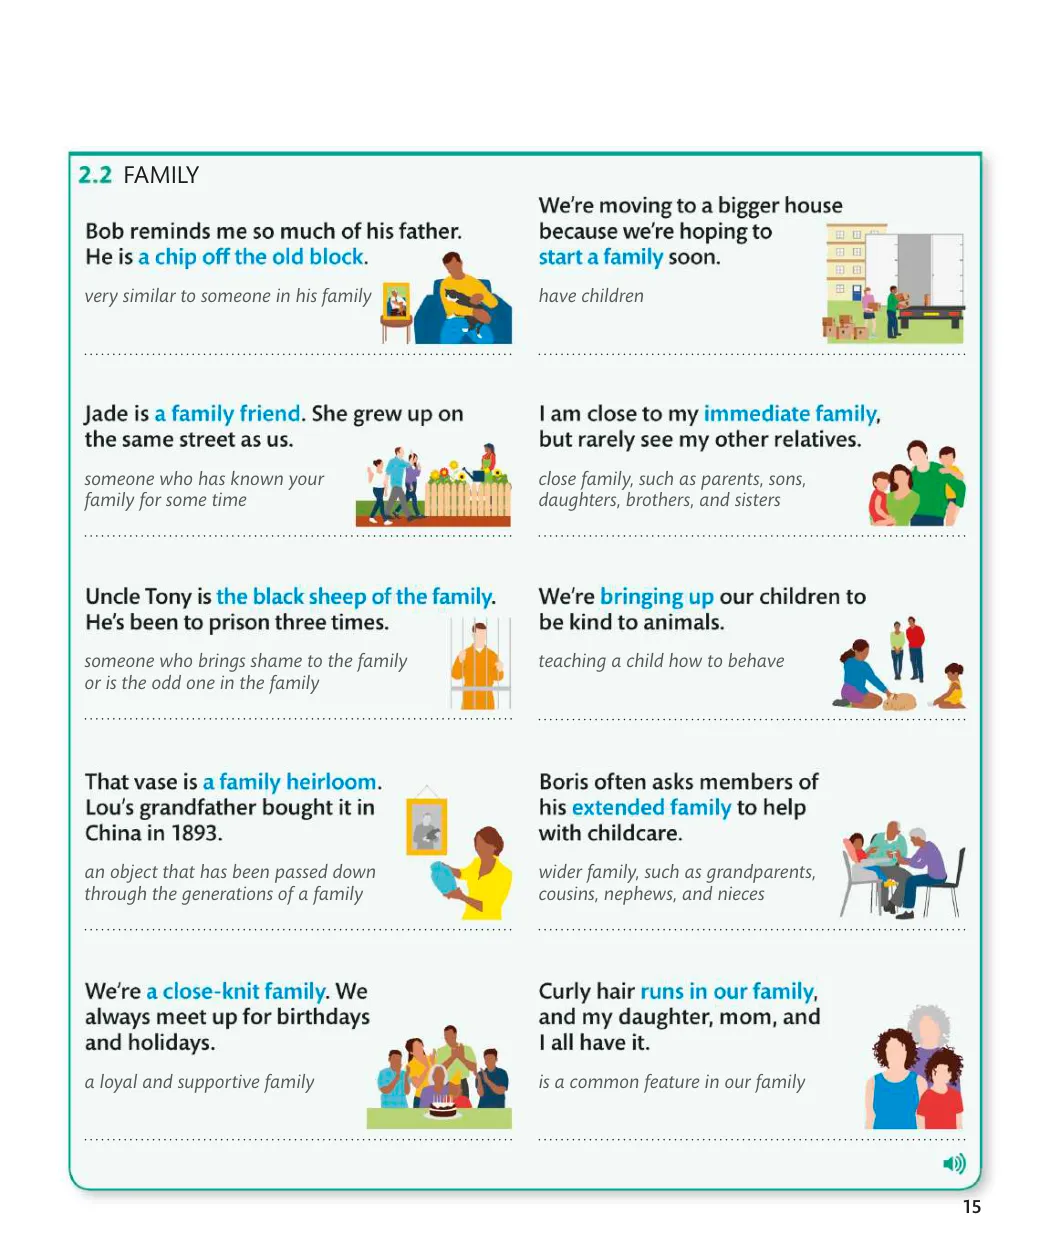 2.2 FAMILY
Bob reminds me so much of his father.
He is a chip off the old block.
very similar to someone in his family
We're moving to a bigger house
because we're hoping to
start a family soon.
have children
Jade is a family friend. She grew up on
the same street as us.
someone who has known your
family for some time
I am close to my immediate family,
but rarely see my other relatives.
close family, such as parents, sons,
daughters, brothers, and sisters
Uncle Tony is the black sheep of the family.
He's been to prison three times.
someone who brings shame to the family
or is the odd one in the family
We're bringing up our children to
be kind to animals.
teaching a child how to behave
That vase is a family heirloom.
Lou's grandfather bought it in
China in 1893.
an object that has been passed down
through the generations of a family
Boris often asks members of
his extended family to help
with childcare.
wider family, such as grandparents,
cousins, nephews, and nieces
We're a close-knit family. We
always meet up for birthdays
and holidays.
a loyal and supportive family
Curly hair runs in our family,
and my daughter, mom, and
I all have it.
is a common feature in our family
15